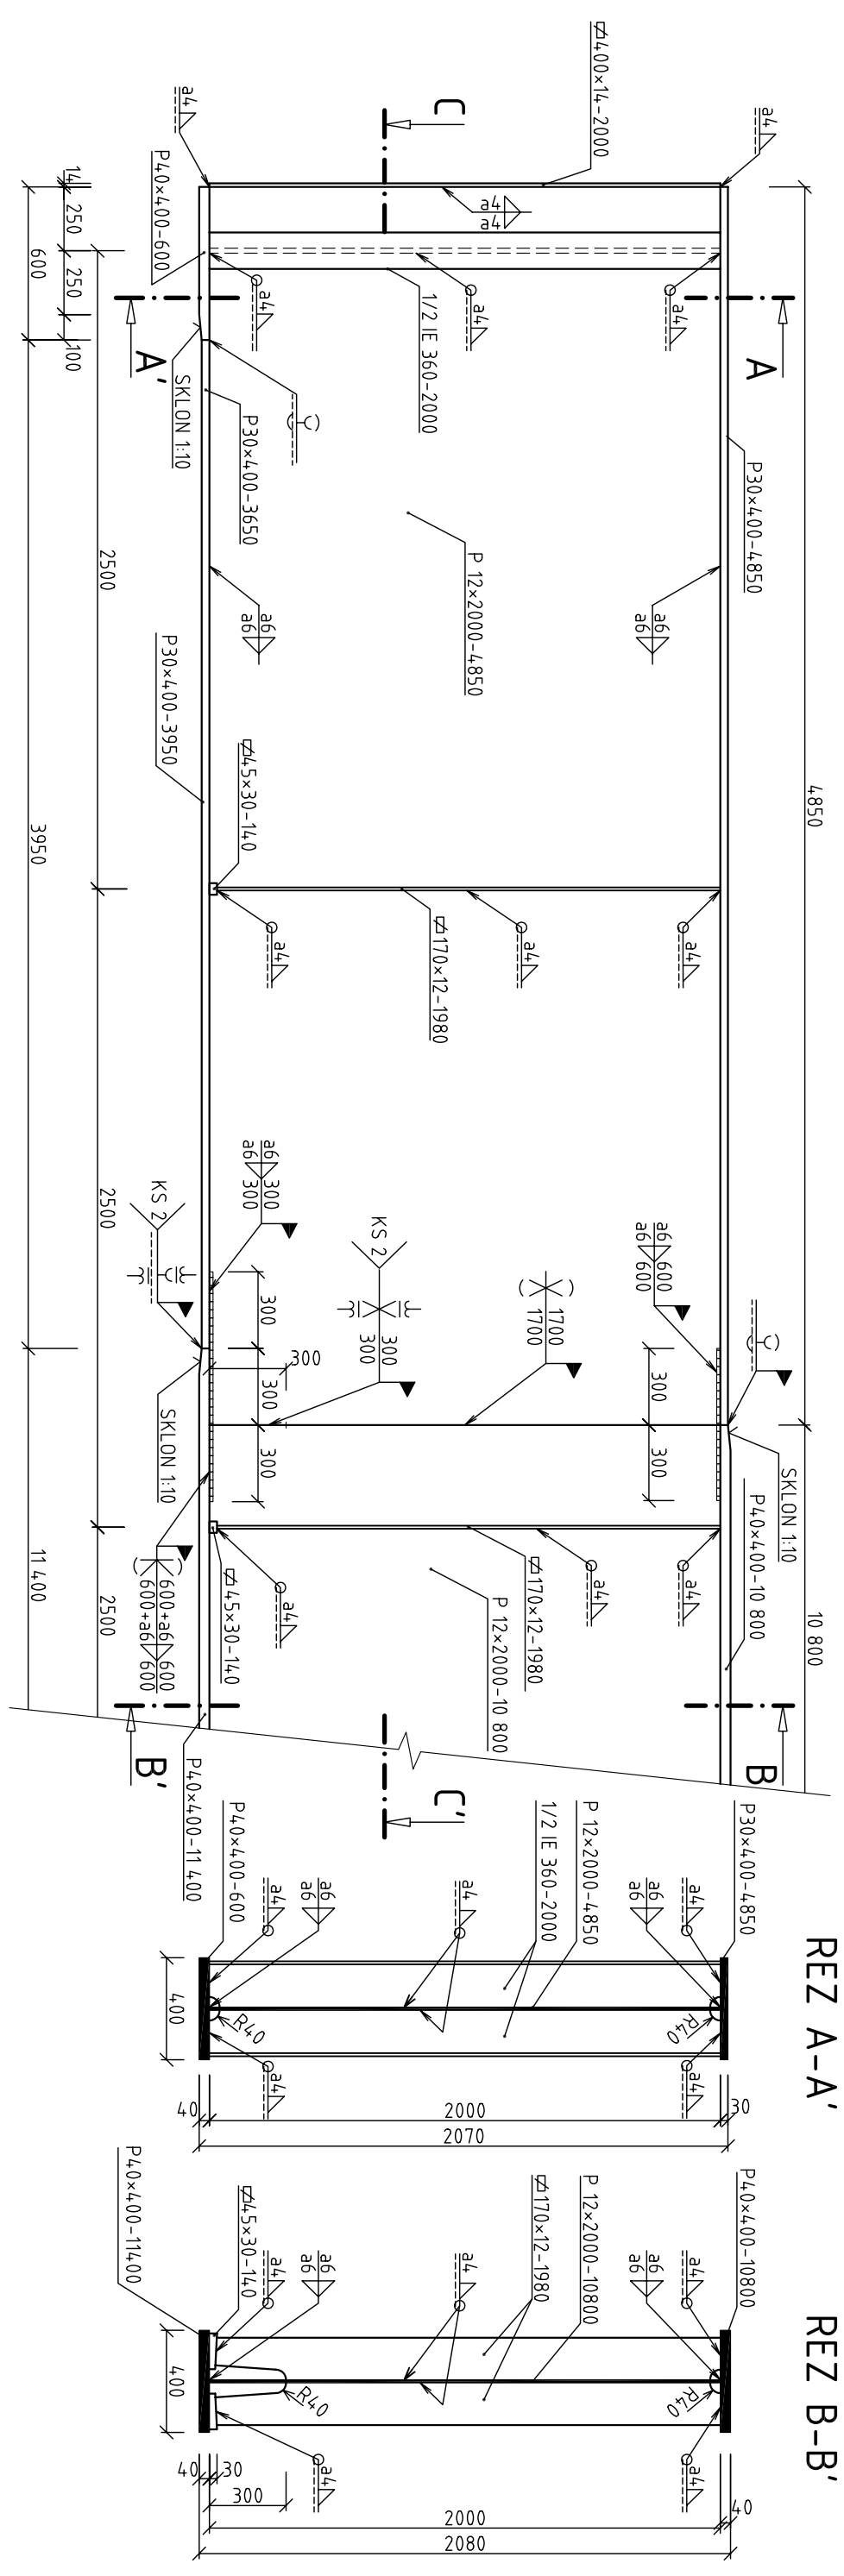 4850
10 800
a4
C
▱400×14-2000
a4
a4
a4
P40×400-600
14
250
250
100
600
A'
A
a4
a4
a4
1/2 IE 360-2000
SKLON 1:10
P30×400-3650
P30×400-4850
P 12×2000-4850
2500
a6
a6
a6
a6
P30×400-3950
▱45×30-140
3950
a4
a4
a4
▱170×12-1980
2500
a6 300
a6 300
a6 600
a6 600
KS 2
KS 2
300
300
1700
1700
300
300
300
300
300
300
SKLON 1:10
SKLON 1:10
P40×400-10 800
11 400
2500
600+a6 600
600+a6 600
▱45×30-140
a4
a4
a4
▱170×12-1980
P 12×2000-10 800
B'
B
C'
P40×400-11 400
REZ A-A'
P30×400-4850
P 12×2000-4850
1/2 IE 360-2000
P40×400-600
a4
a6
a6
a4
a6
a6
a4
R40
R40
400
a4
a4
40
2000
30
2070
REZ B-B'
P40×400-10800
P 12×2000-10800
▱170×12-1980
▱45×30-140
P40×400-11400
a4
a6
a6
a4
a6
a6
a4
R40
R40
400
a4
a4
40
30
300
2000
40
2080